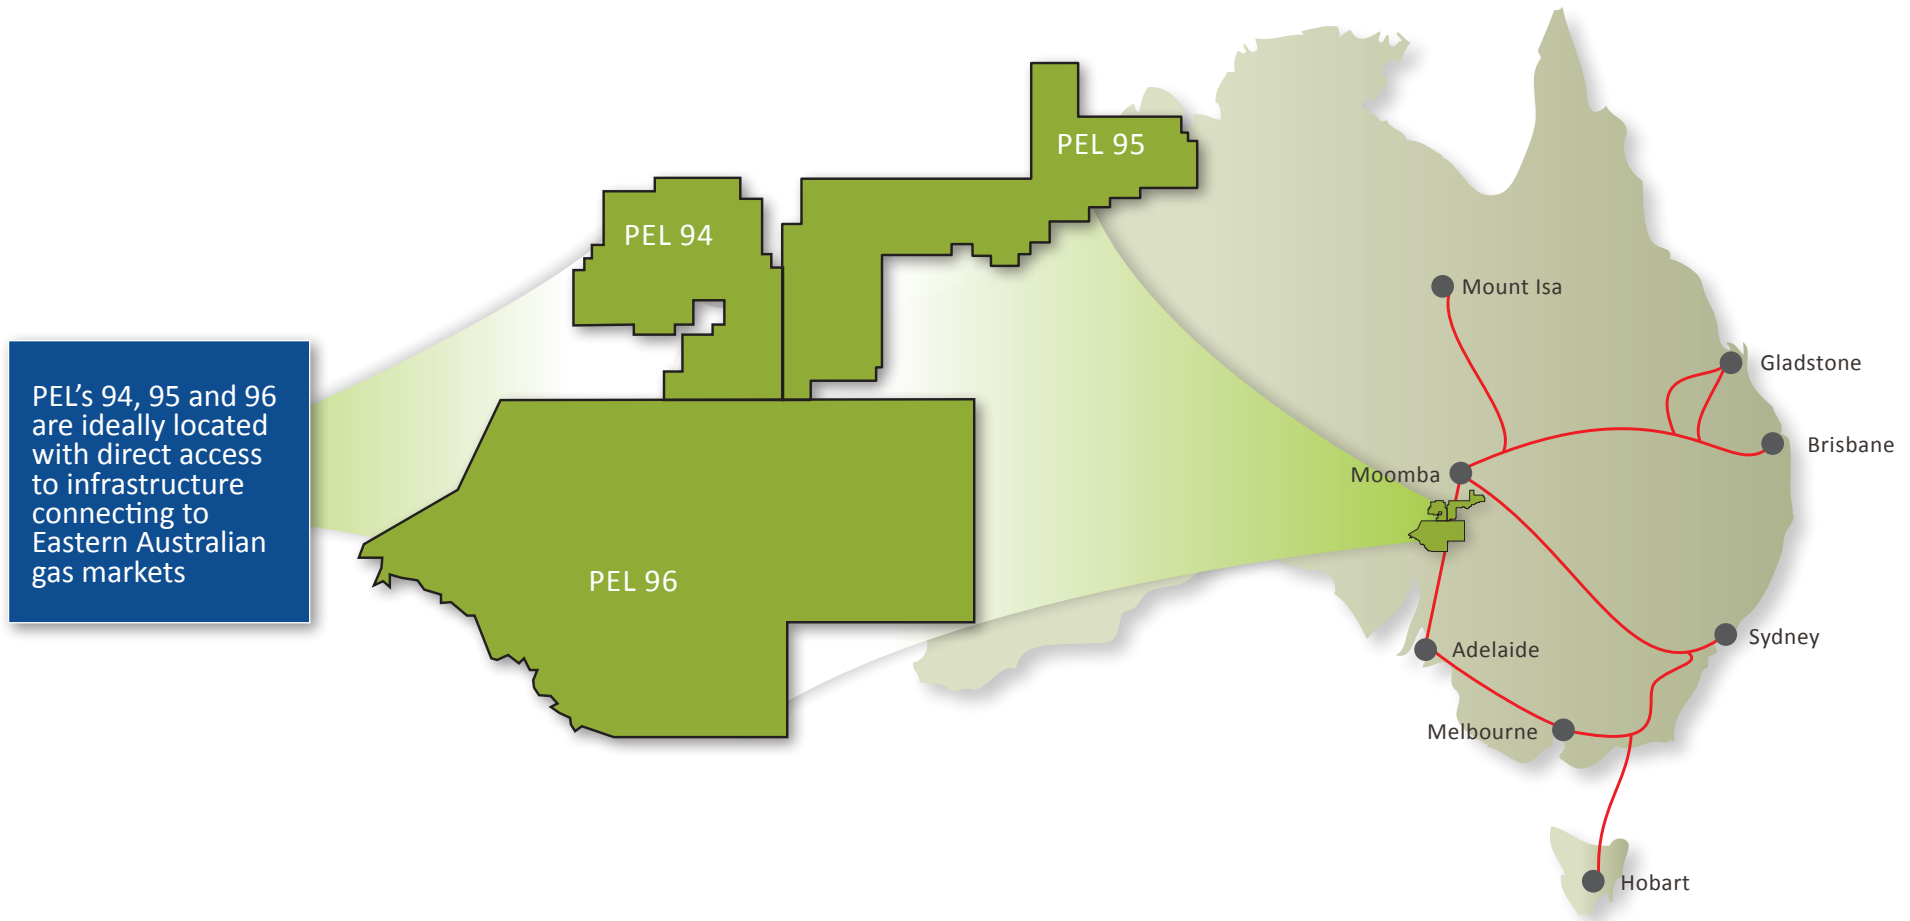 PEL 95
PEL 94
Mount Isa
Gladstone
PEL's 94, 95 and 96
are ideally located
with direct access
to infrastructure
connecting to
Eastern Australian
gas markets
Brisbane
Moomba
PEL 96
Sydney
Adelaide
Melbourne
Hobart